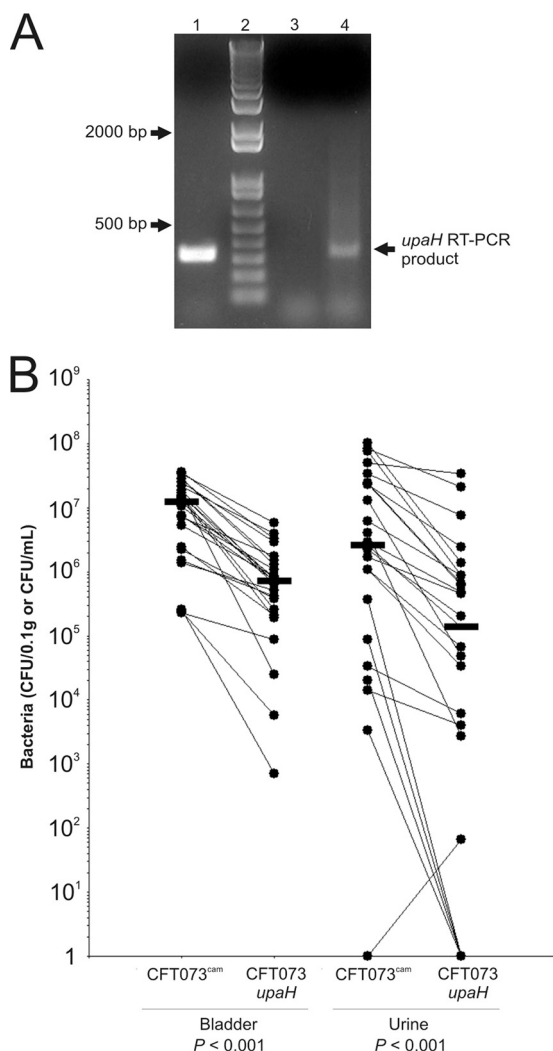 A
1 2 3 4
2000 bp
500 bp
upaH RT-PCR
product
B
Bacteria (CFU/0.1g or CFU/mL)
10⁹
10⁸
10⁷
10⁶
10⁵
10⁴
10³
10²
10¹
1
CFT073ᶜᵃᵐ CFT073 CFT073ᶜᵃᵐ CFT073
upaH upaH
Bladder Urine
P < 0.001 P < 0.001